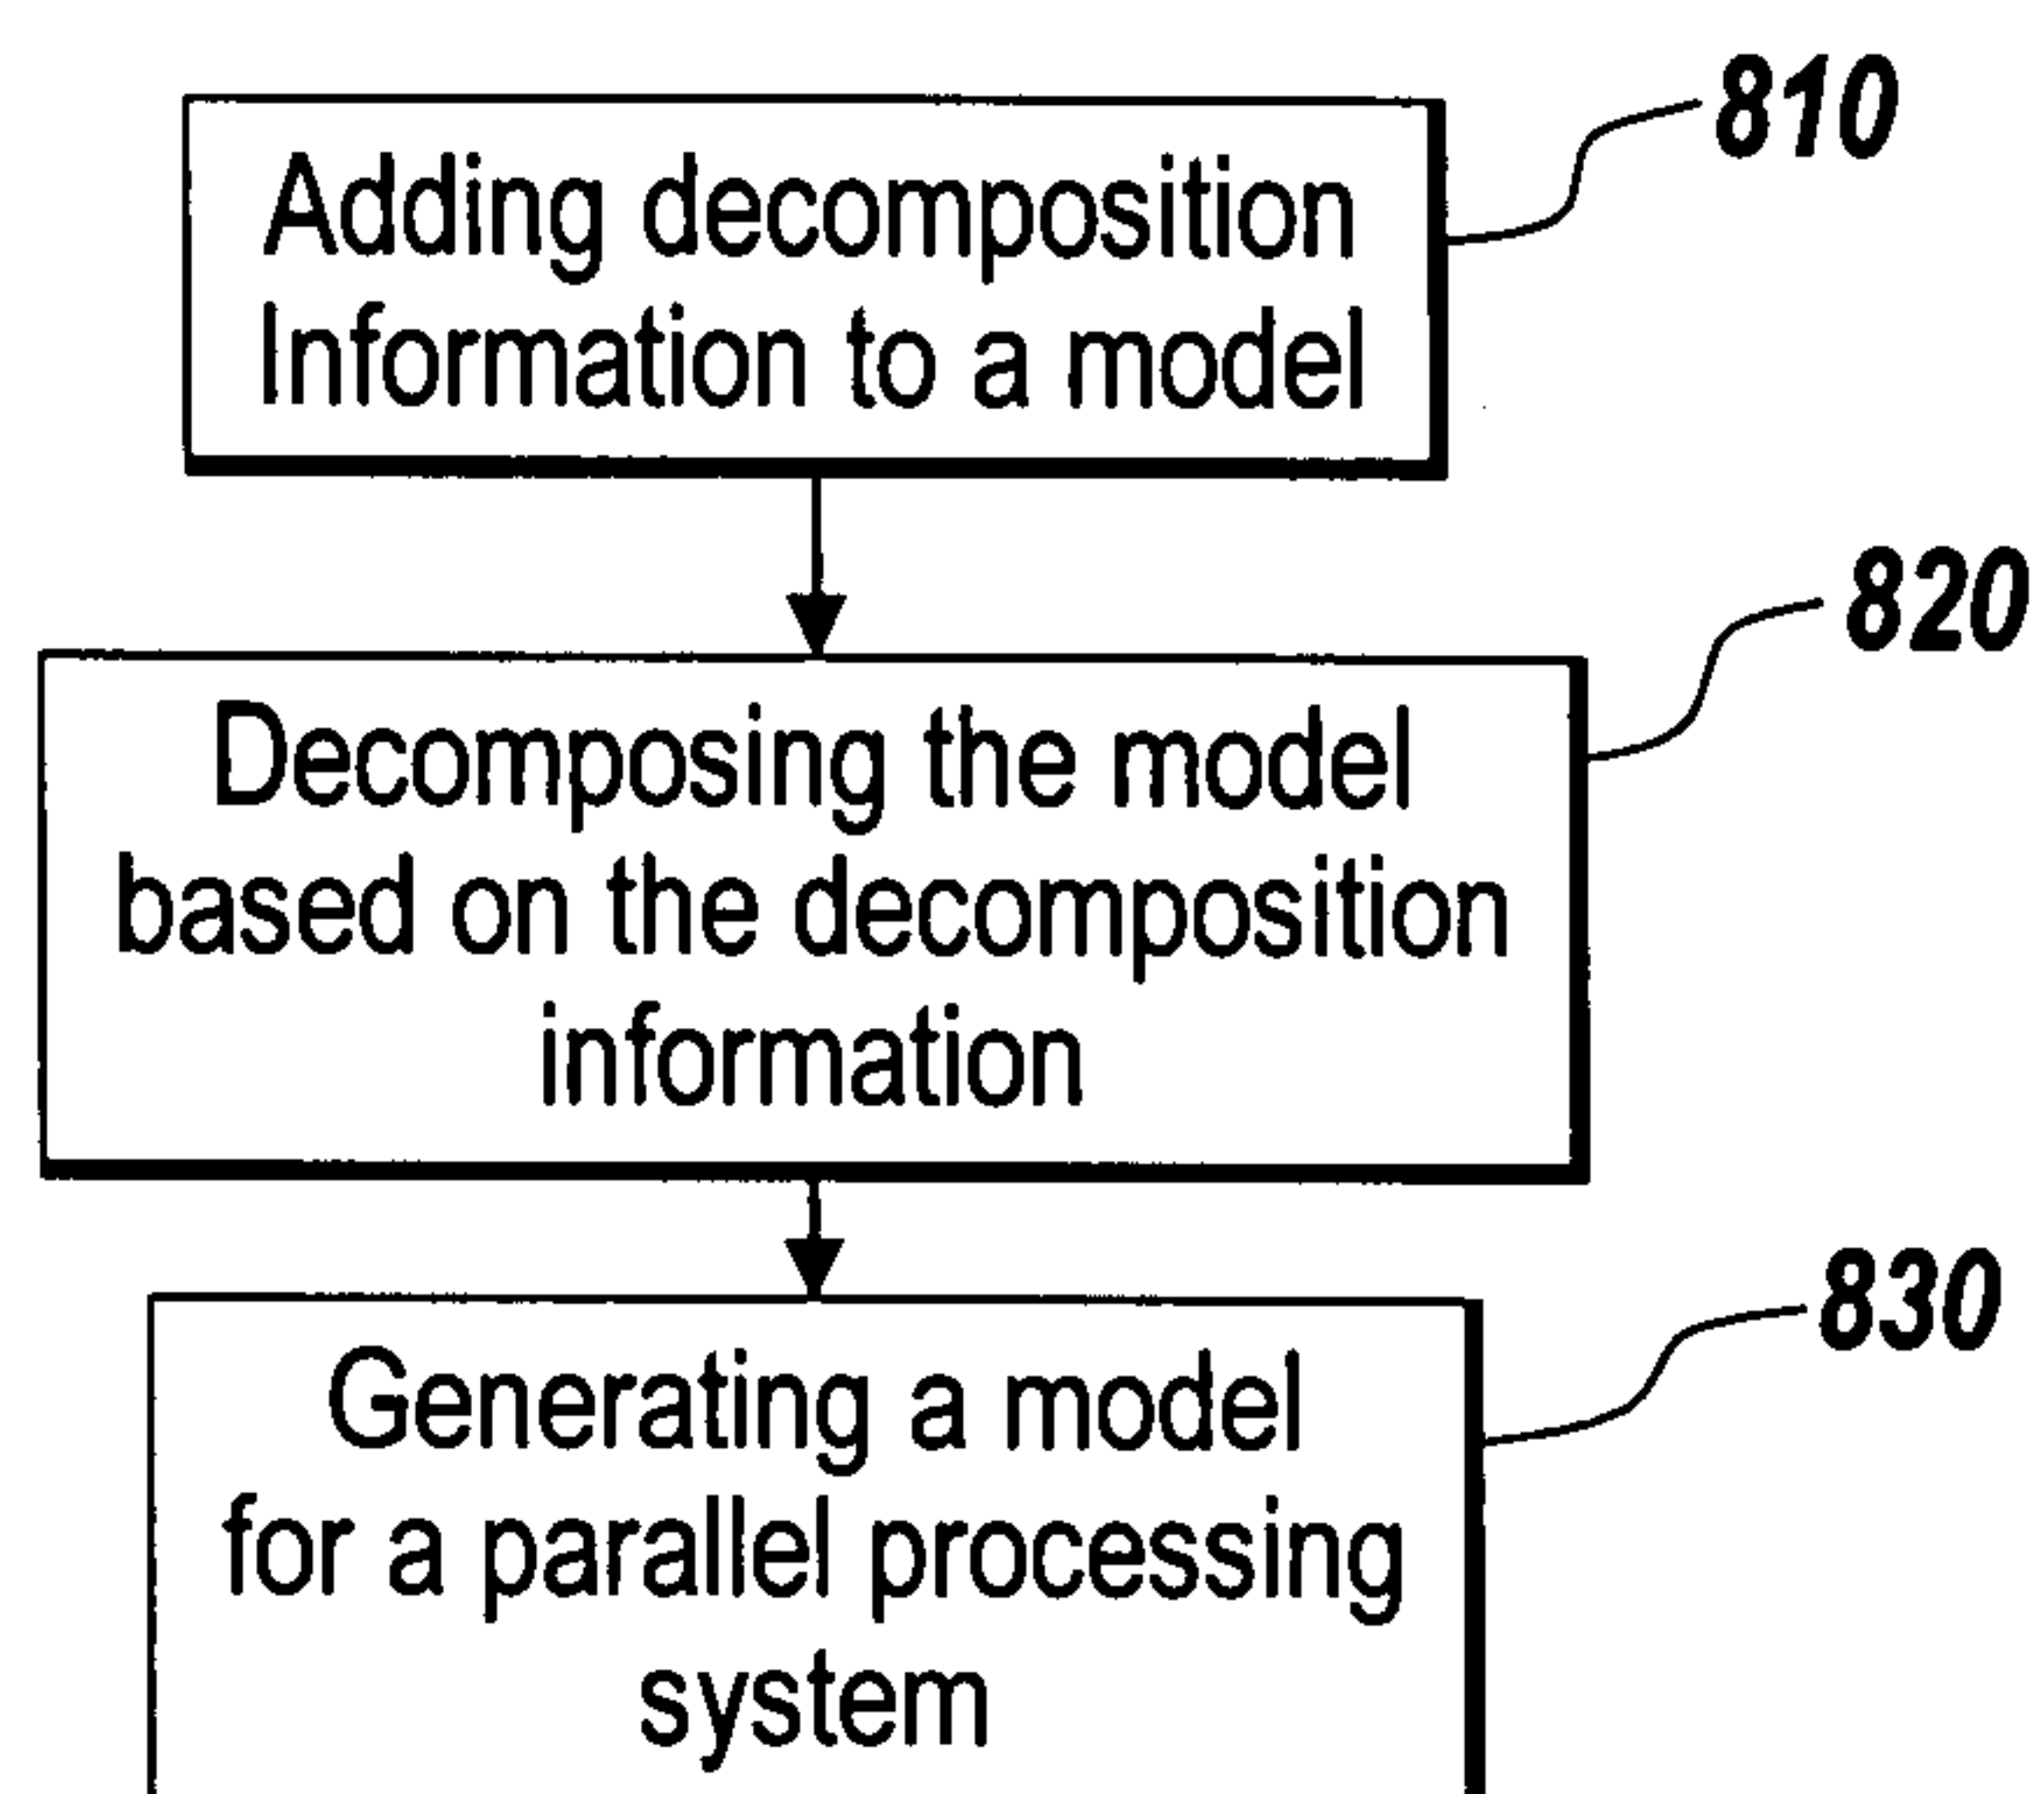 810
Adding decomposition
Information to a model
820
Decomposing the model
based on the decomposition
information
830
Generating a model
for a parallel processing
system